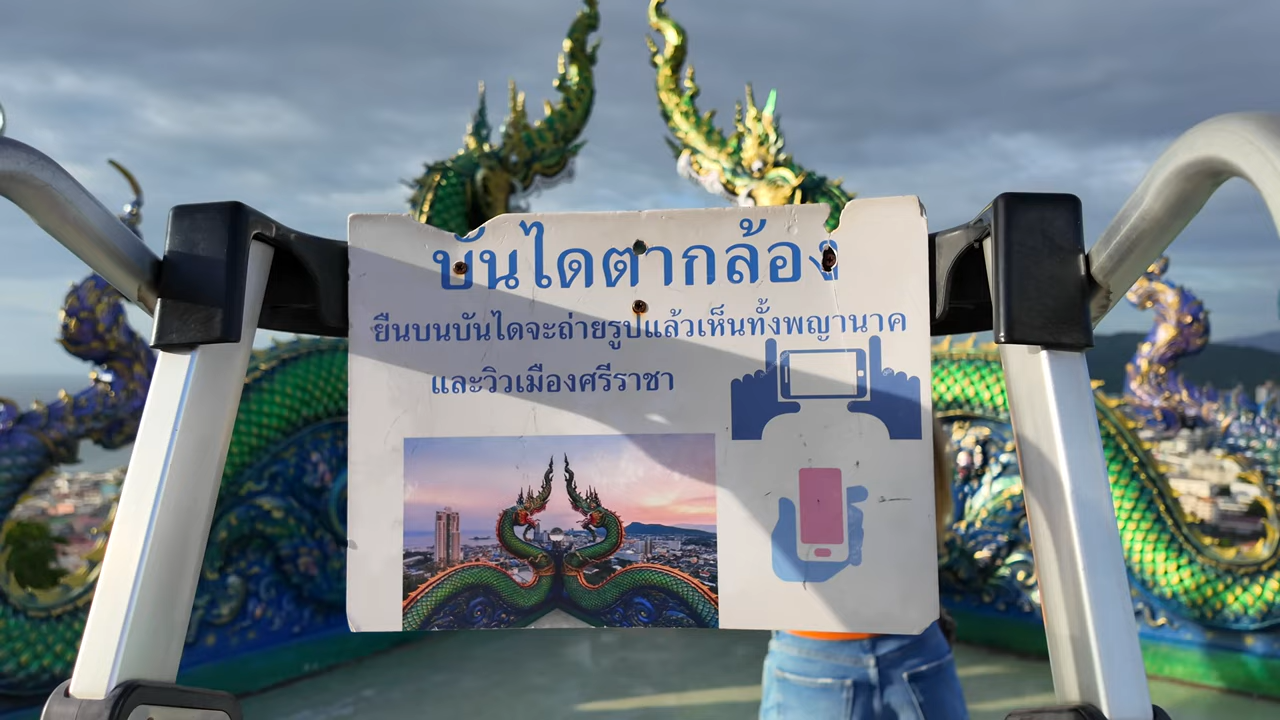 บันไดตากล้อง
ยืนบนบันไดจะถ่ายรูปแล้วเห็นทั้งพญานาค
และวิวเมืองศรีราชา